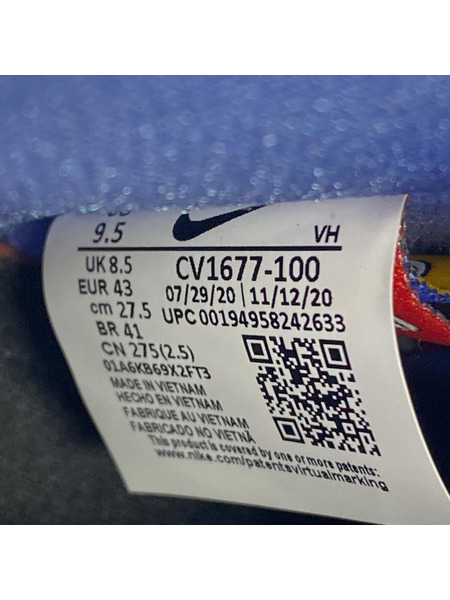 9.5 VH
UK 8.5 CV1677-100
EUR 43 07/29/20 | 11/12/20
cm 27.5 UPC 00194958242633
BR 41
CN 275(2.5)
01A6KB69X2FT3
MADE IN VIETNAM
HECHO EN VIETNAM
FABRIQUE AU VIETNAM
FABRICADO NO VIETNÃ
This product is covered by one or more patents:
www.nike.com/patentsvirtualmarking